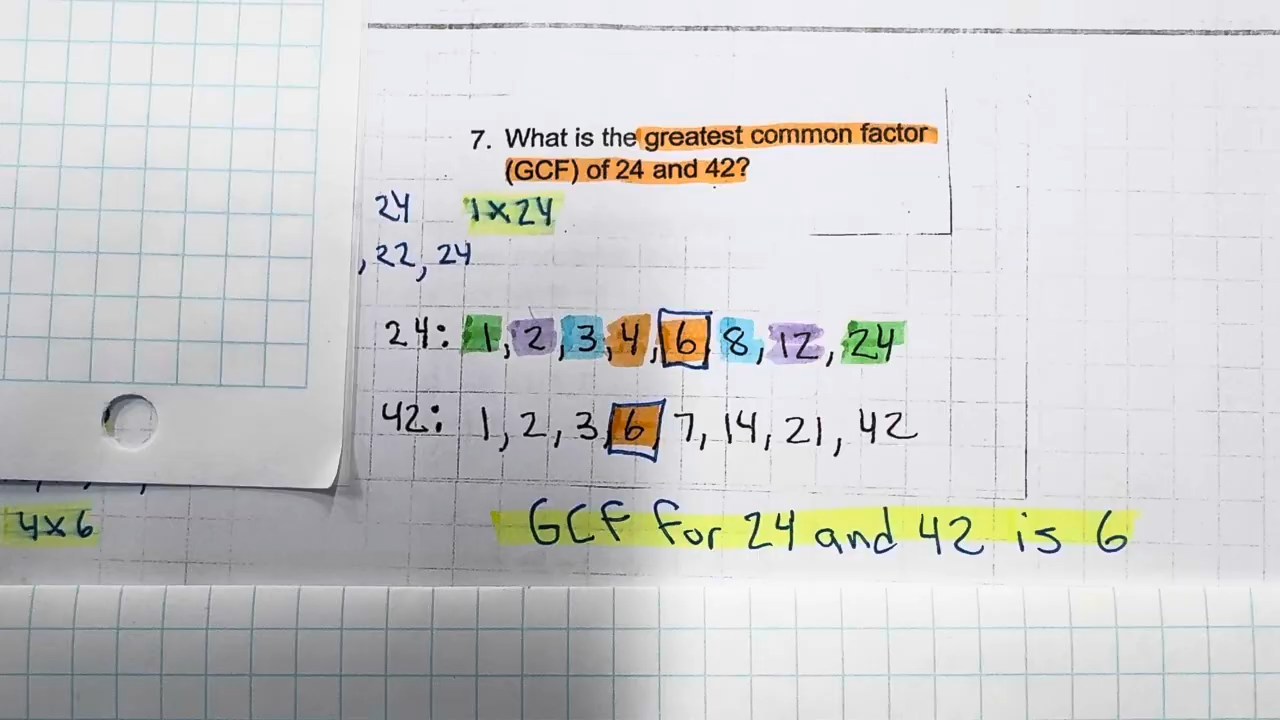 7. What is the greatest common factor
(GCF) of 24 and 42?
24 1x24
, 22, 24
24: 1, 2, 3, 4, 6, 8, 12, 24
42: 1, 2, 3, 6, 7, 14, 21, 42
4x6
GCF for 24 and 42 is 6